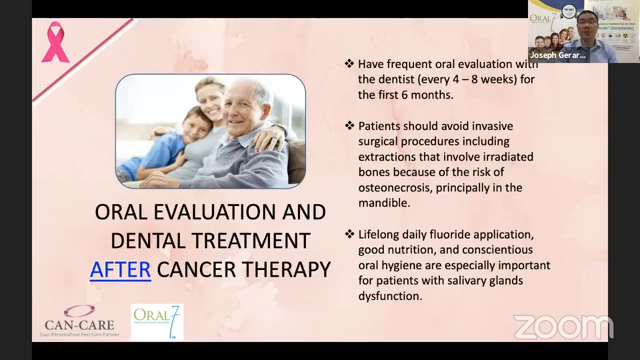 ORAL 7
Joseph Gerar...
❖ Have frequent oral evaluation with
the dentist (every 4 – 8 weeks) for
the first 6 months.
❖ Patients should avoid invasive
surgical procedures including
extractions that involve irradiated
bones because of the risk of
osteonecrosis, principally in the
mandible.
❖ Lifelong daily fluoride application,
good nutrition, and conscientious
oral hygiene are especially important
for patients with salivary glands
dysfunction.
ORAL EVALUATION AND
DENTAL TREATMENT
AFTER CANCER THERAPY
CAN-CARE
ORAL 7
zoom